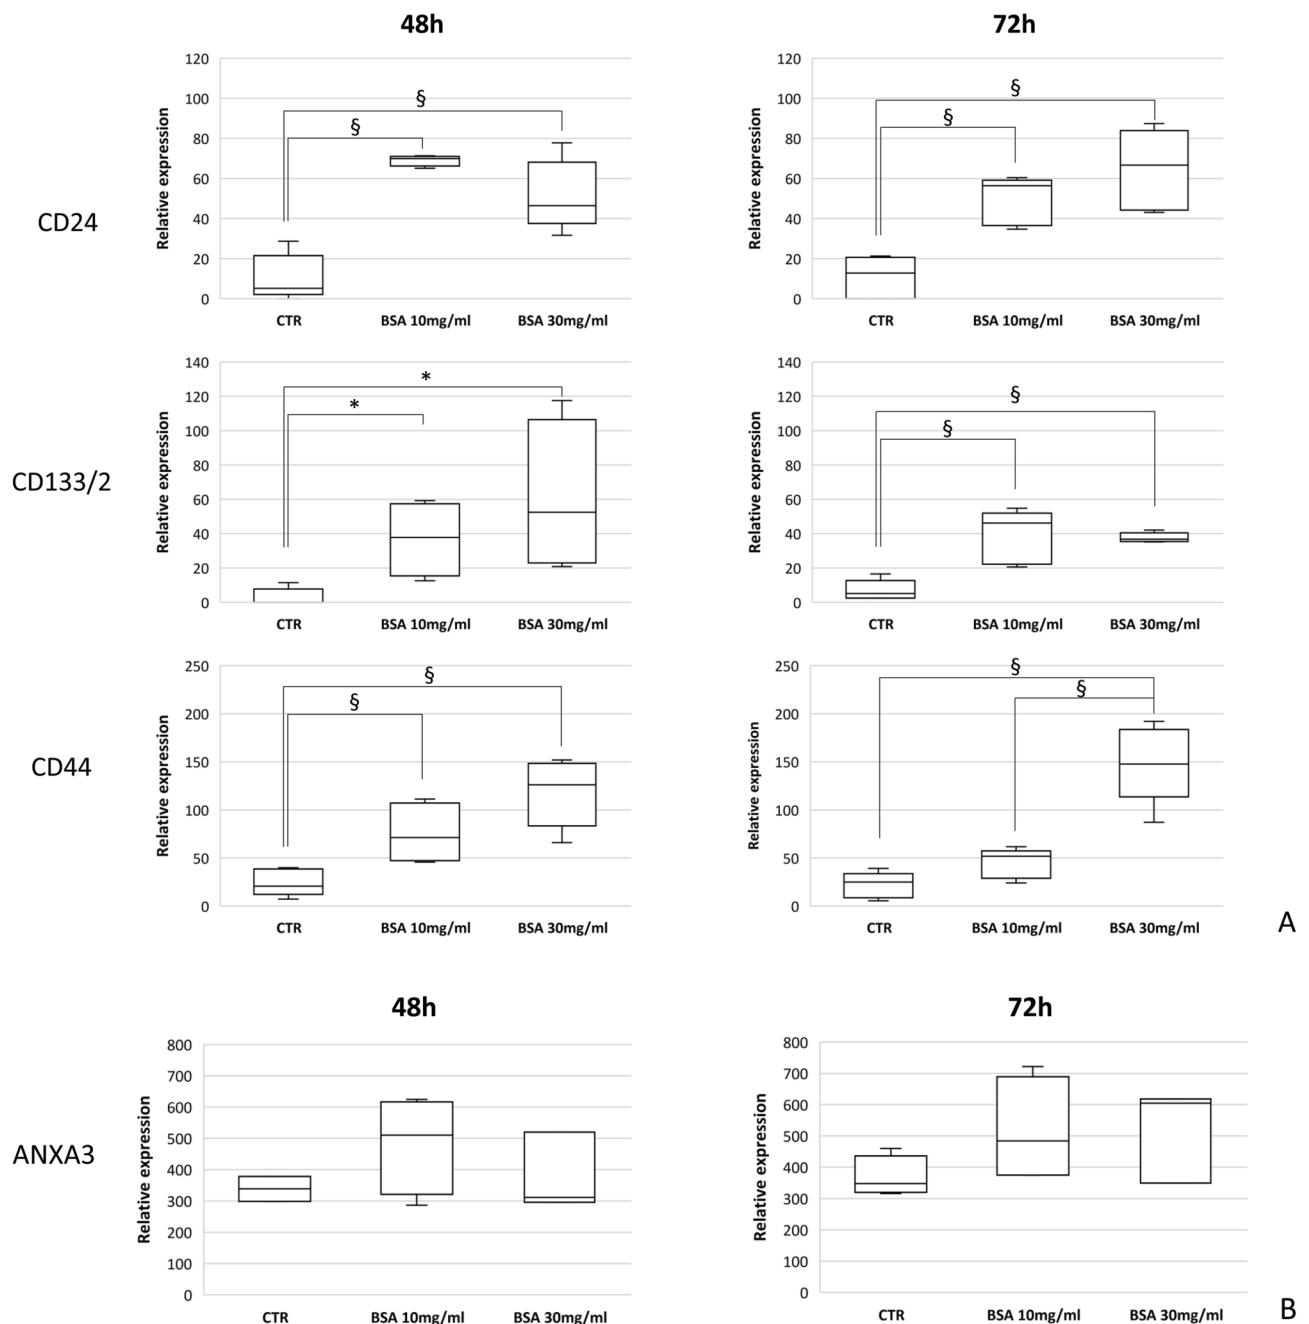 48h
72h
CD24
Relative expression
120
100
80
60
40
20
0
§
§
CTR
BSA 10mg/ml
BSA 30mg/ml
Relative expression
120
100
80
60
40
20
0
§
§
CTR
BSA 10mg/ml
BSA 30mg/ml
CD133/2
Relative expression
140
120
100
80
60
40
20
0
*
*
CTR
BSA 10mg/ml
BSA 30mg/ml
Relative expression
140
120
100
80
60
40
20
0
§
§
CTR
BSA 10mg/ml
BSA 30mg/ml
CD44
Relative expression
250
200
150
100
50
0
§
§
CTR
BSA 10mg/ml
BSA 30mg/ml
Relative expression
250
200
150
100
50
0
§
§
CTR
BSA 10mg/ml
BSA 30mg/ml
A
48h
72h
ANXA3
Relative expression
800
700
600
500
400
300
200
100
0
CTR
BSA 10mg/ml
BSA 30mg/ml
Relative expression
800
700
600
500
400
300
200
100
0
CTR
BSA 10mg/ml
BSA 30mg/ml
B